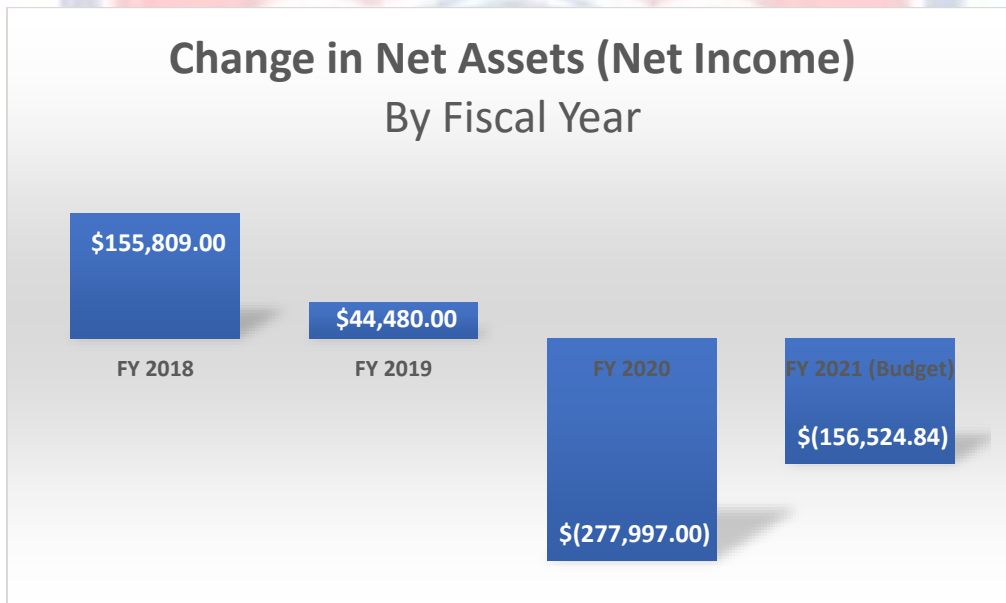 Change in Net Assets (Net Income)
By Fiscal Year
$155,809.00
$44,480.00
FY 2018
FY 2019
FY 2020
FY 2021 (Budget)
$(156,524.84)
$(277,997.00)